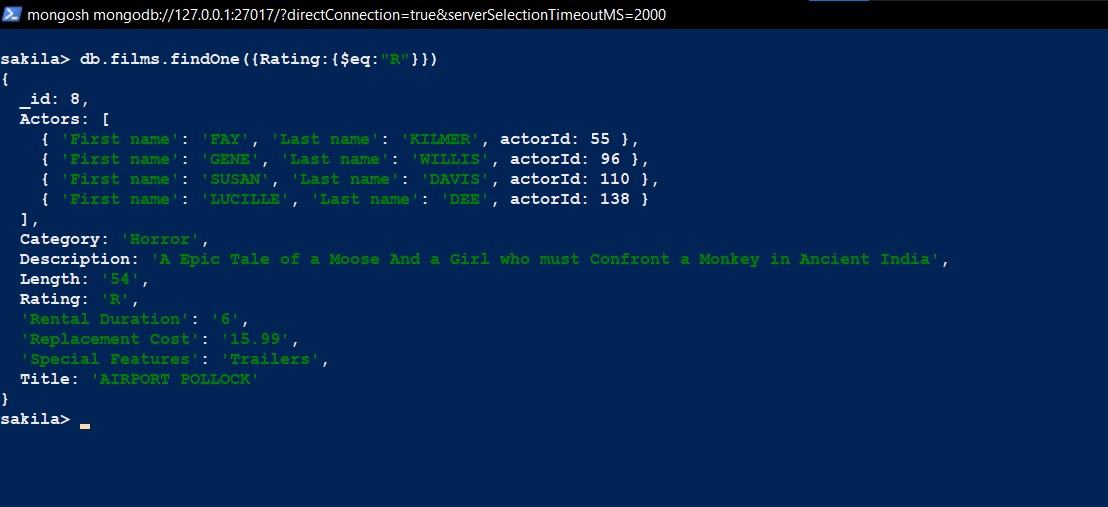 mongosh mongodb://127.0.0.1:27017/?directConnection=true&serverSelectionTimeoutMS=2000
sakila> db.films.findOne({Rating:{$eq:"R"}})
{
  _id: 8,
  Actors: [
    { 'First name': 'FAY', 'Last name': 'KILMER', actorId: 55 },
    { 'First name': 'GENE', 'Last name': 'WILLIS', actorId: 96 },
    { 'First name': 'SUSAN', 'Last name': 'DAVIS', actorId: 110 },
    { 'First name': 'LUCILLE', 'Last name': 'DEE', actorId: 138 }
  ],
  Category: 'Horror',
  Description: 'A Epic Tale of a Moose And a Girl who must Confront a Monkey in Ancient India',
  Length: '54',
  Rating: 'R',
  'Rental Duration': '6',
  'Replacement Cost': '15.99',
  'Special Features': 'Trailers',
  Title: 'AIRPORT POLLOCK'
}
sakila>